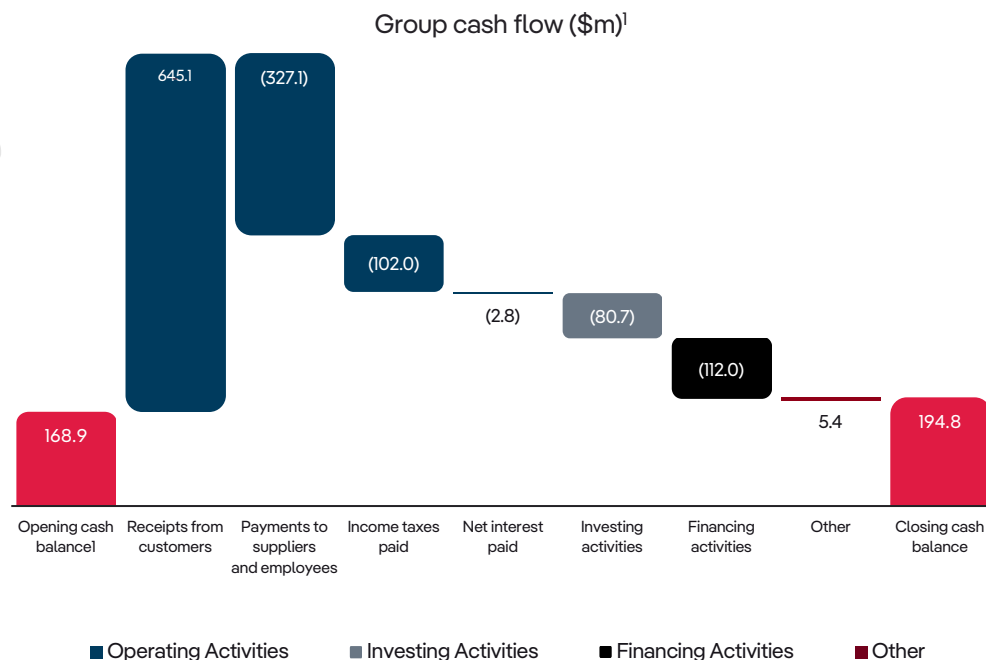 Group cash flow ($m)¹
645.1
(327.1)
(102.0)
(2.8)
(80.7)
(112.0)
5.4
168.9
194.8
Opening cash
balance1
Receipts from
customers
Payments to
suppliers
and employees
Income taxes
paid
Net interest
paid
Investing
activities
Financing
activities
Other
Closing cash
balance
Operating Activities
Investing Activities
Financing Activities
Other